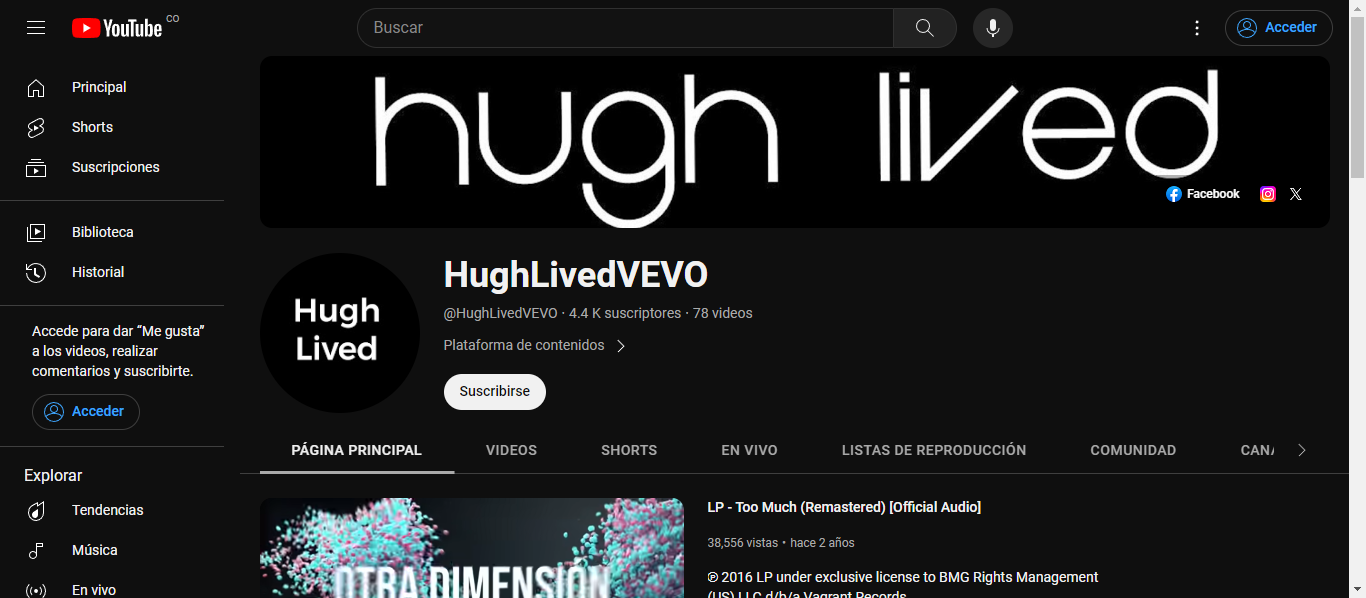 YouTube CO
Buscar
Acceder
Principal
Shorts
Suscripciones
Biblioteca
Historial
Accede para dar “Me gusta”
a los videos, realizar
comentarios y suscribirte.
Acceder
Explorar
Tendencias
Música
En vivo
hugh lived
Facebook
Hugh
Lived
HughLivedVEVO
@HughLivedVEVO · 4.4 K suscriptores · 78 videos
Plataforma de contenidos
Suscribirse
PÁGINA PRINCIPAL VIDEOS SHORTS EN VIVO LISTAS DE REPRODUCCIÓN COMUNIDAD CANA
OTRA DIMENSIÓN
LP - Too Much (Remastered) [Official Audio]
38,556 vistas · hace 2 años
℗ 2016 LP under exclusive license to BMG Rights Management
(US) LLC d/b/a Vagrant Records